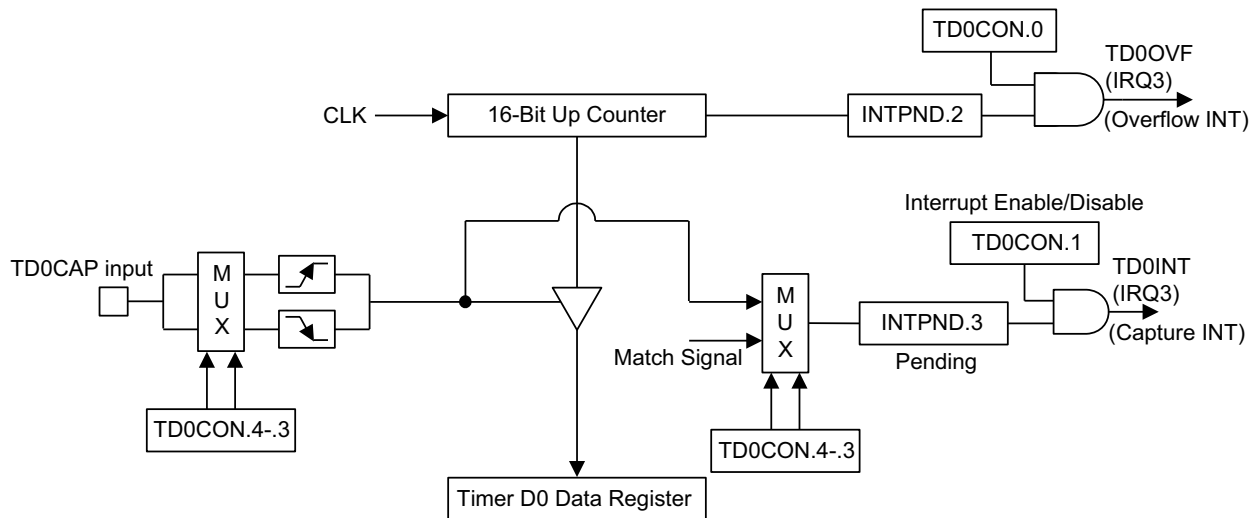 TD0CON.0
TD0OVF
(IRQ3)
(Overflow INT)
CLK
16-Bit Up Counter
INTPND.2
Interrupt Enable/Disable
TD0CON.1
TD0INT
(IRQ3)
(Capture INT)
TD0CAP input
M
U
X
M
U
X
INTPND.3
Pending
Match Signal
TD0CON.4-.3
TD0CON.4-.3
Timer D0 Data Register